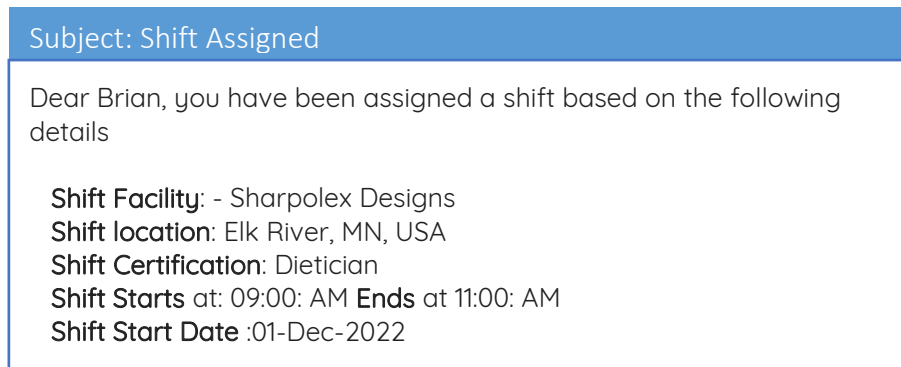 Subject: Shift Assigned
Dear Brian, you have been assigned a shift based on the following
details
Shift Facility: - Sharpolex Designs
Shift location: Elk River, MN, USA
Shift Certification: Dietician
Shift Starts at: 09:00: AM Ends at 11:00: AM
Shift Start Date :01-Dec-2022